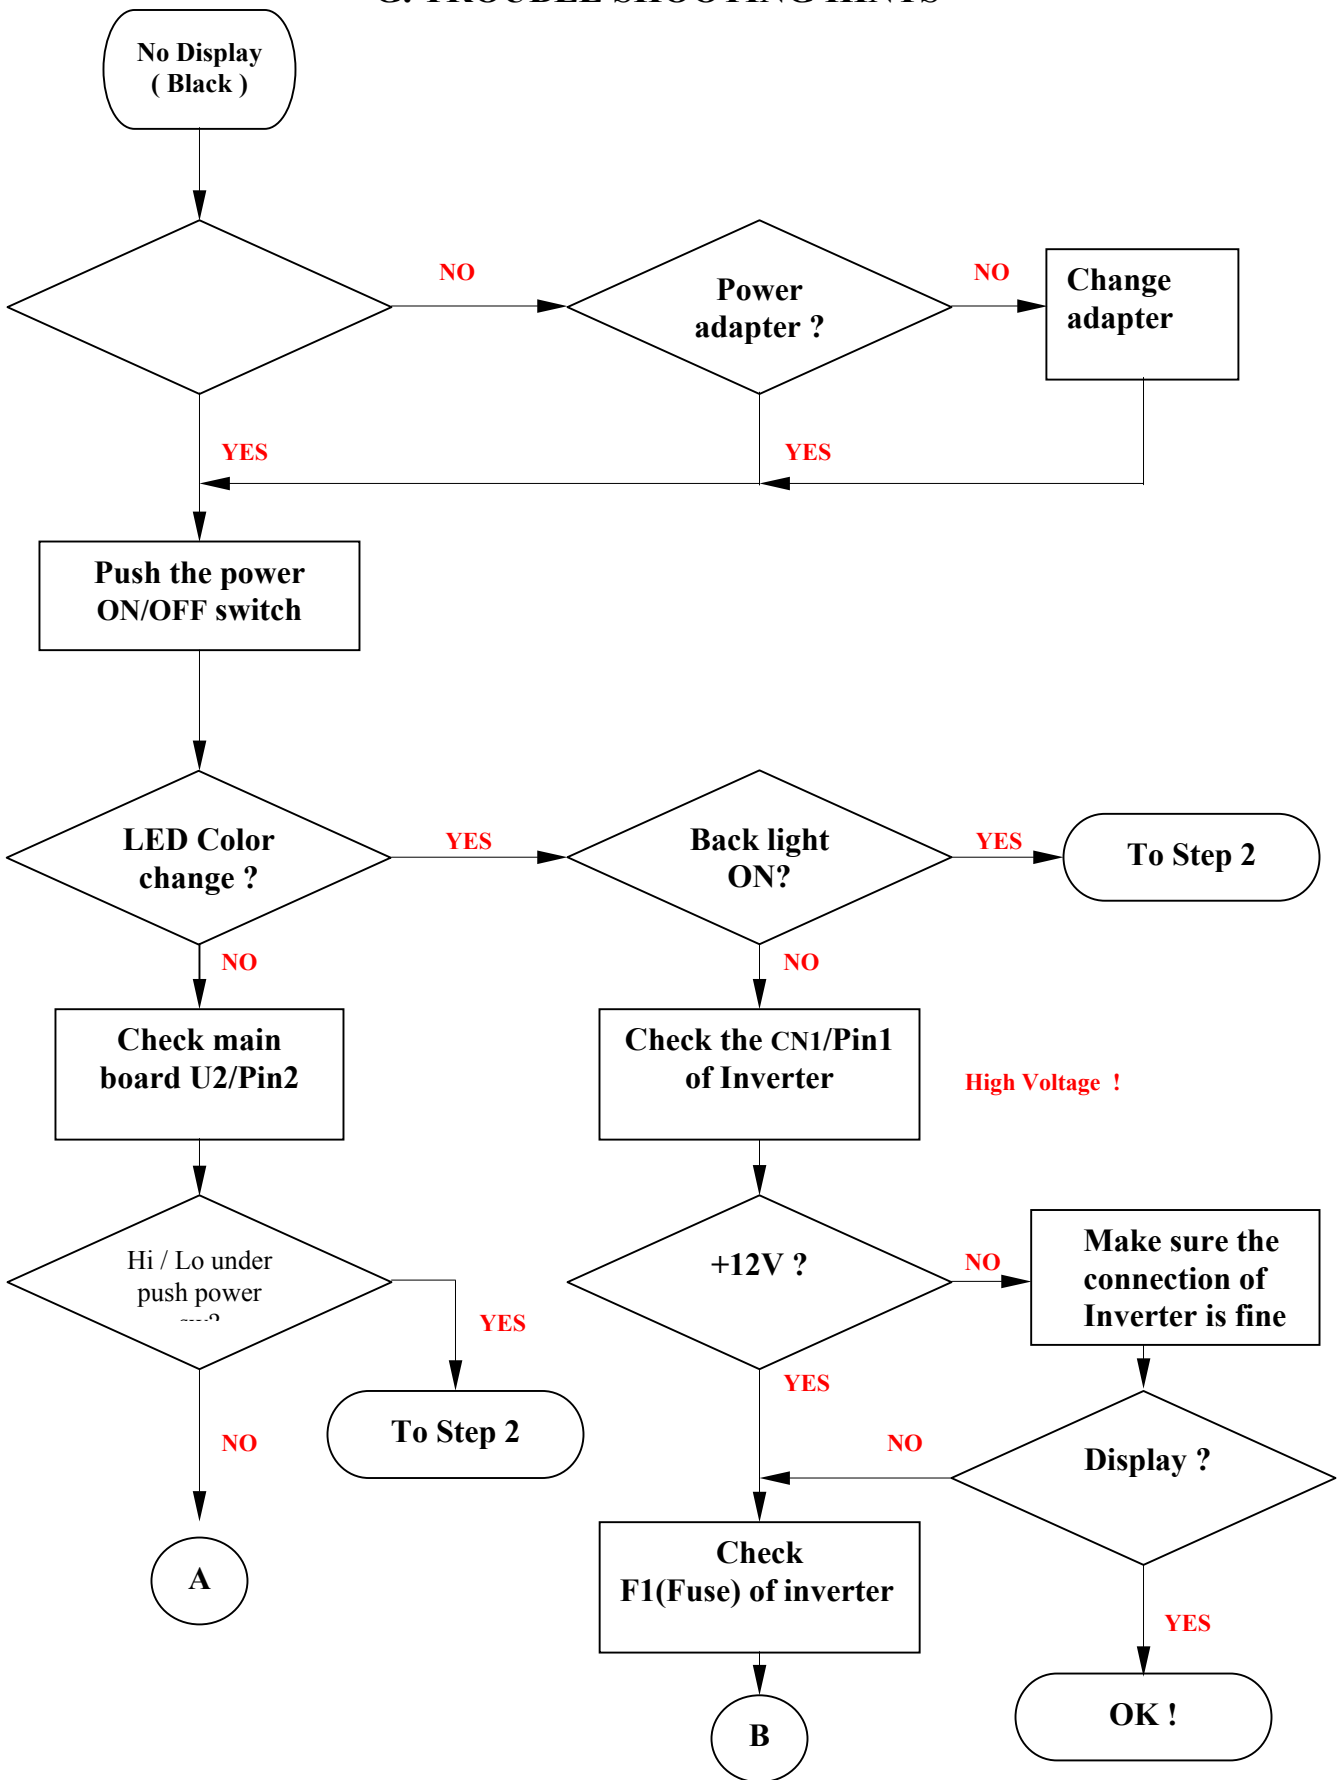 No Display
( Black )
NO
Power
adapter ?
NO
Change
adapter
YES
YES
Push the power
ON/OFF switch
LED Color
change ?
YES
Back light
ON?
YES
To Step 2
NO
NO
Check main
board U2/Pin2
Check the CN1/Pin1
of Inverter
High Voltage !
Hi / Lo under
push power
+12V ?
NO
Make sure the
connection of
Inverter is fine
YES
To Step 2
YES
NO
NO
Display ?
A
Check
F1(Fuse) of inverter
YES
B
OK !